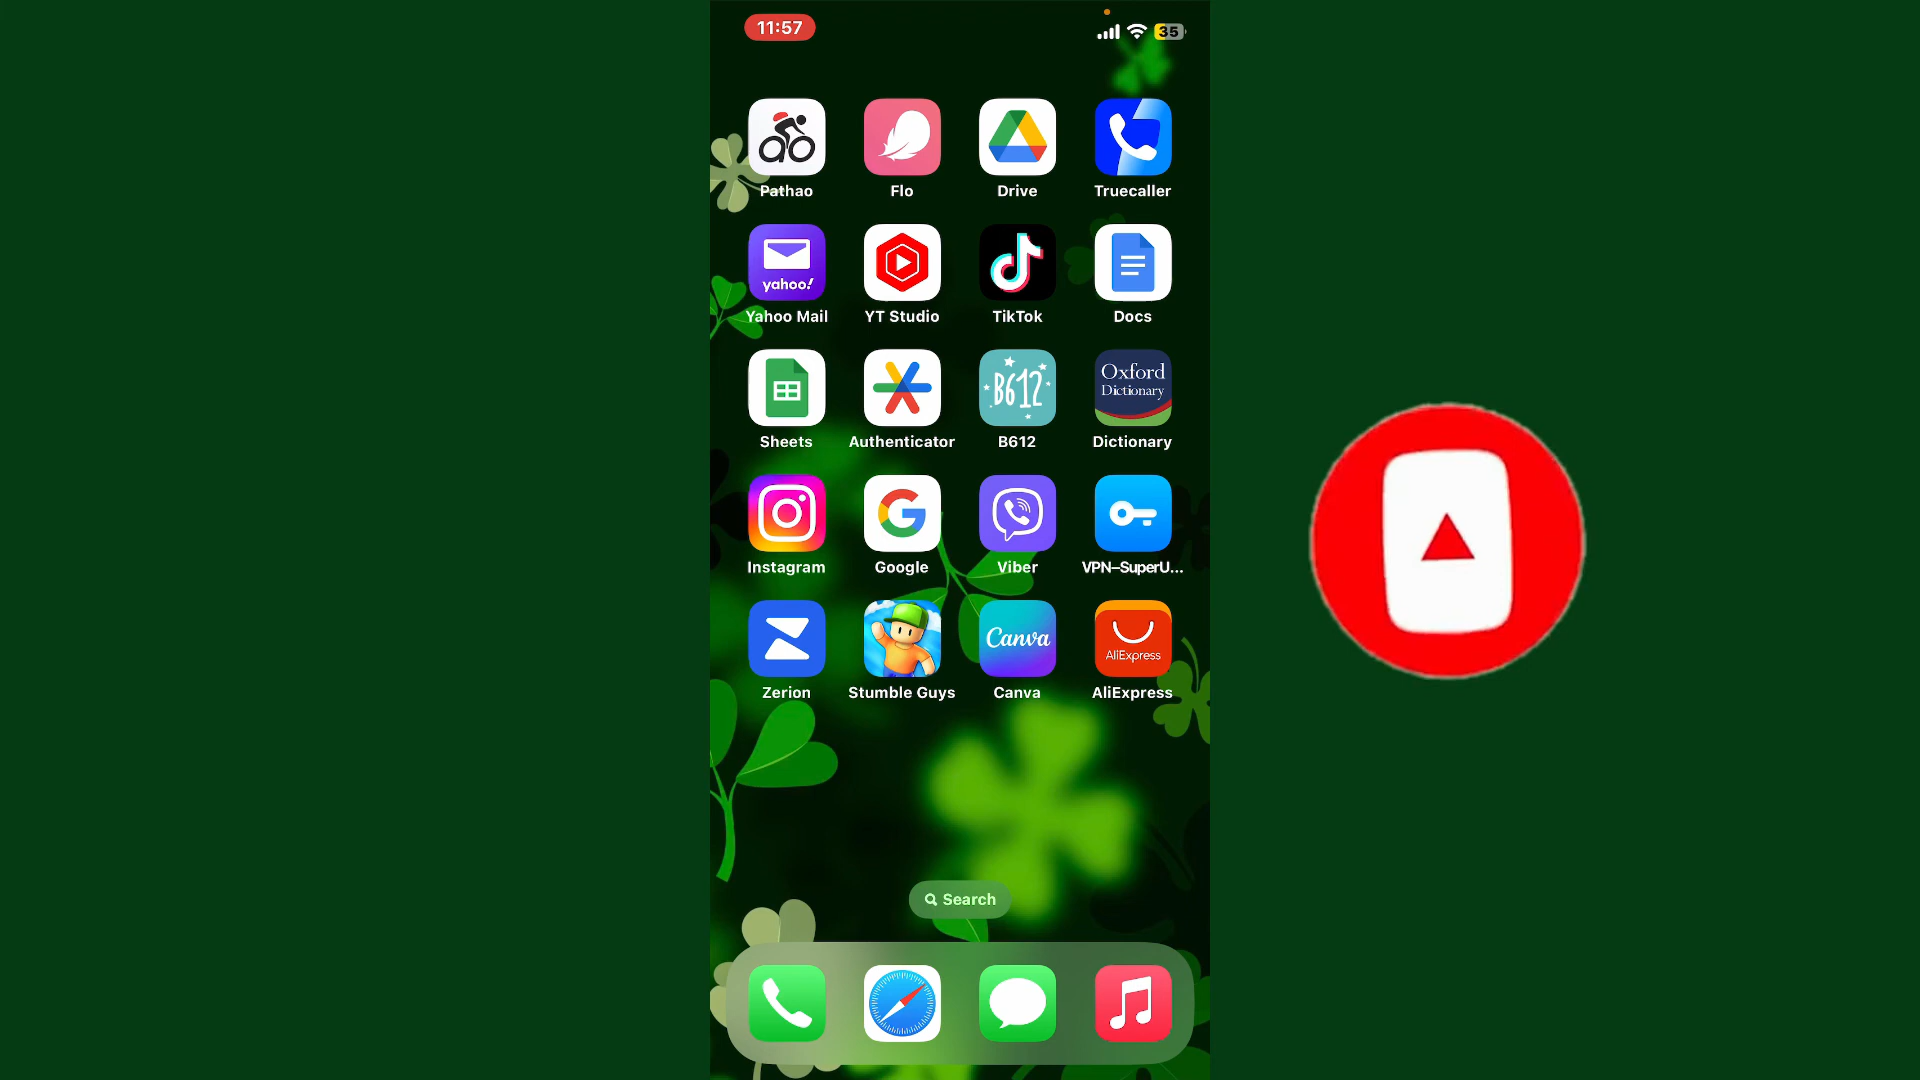 11:57
35
Pathao Flo Drive Truecaller
yahoo!
Yahoo Mail YT Studio TikTok Docs
B612
Oxford
Dictionary
Sheets Authenticator B612 Dictionary
Instagram Google Viber VPN–SuperU...
Canva
AliExpress
Zerion Stumble Guys Canva AliExpress
Search